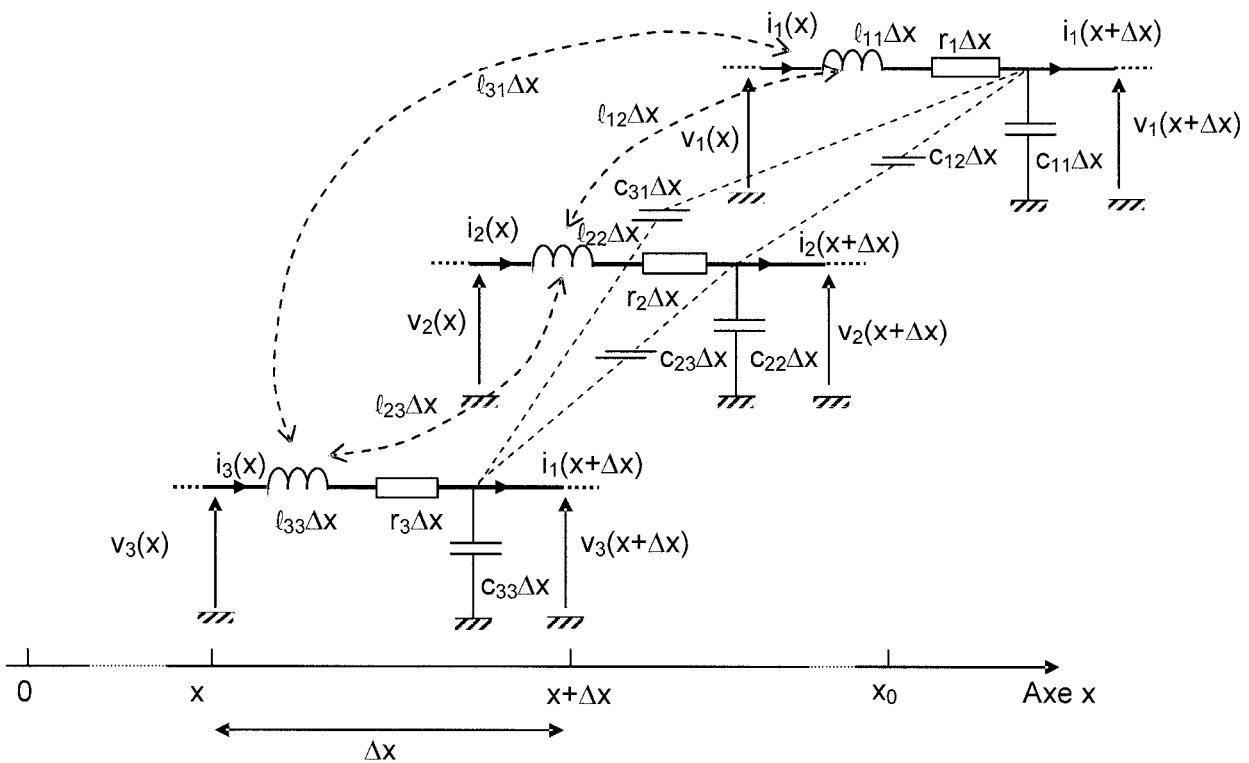 i₁(x) ℓ₁₁Δx r₁Δx i₁(x+Δx)
ℓ₃₁Δx
ℓ₁₂Δx
v₁(x) c₁₂Δx c₁₁Δx v₁(x+Δx)
c₃₁Δx
i₂(x) ℓ₂₂Δx i₂(x+Δx)
r₂Δx
v₂(x) c₂₃Δx c₂₂Δx v₂(x+Δx)
ℓ₂₃Δx
i₃(x) i₁(x+Δx)
ℓ₃₃Δx r₃Δx
v₃(x) v₃(x+Δx)
c₃₃Δx
0 x x+Δx x₀ Axe x
Δx